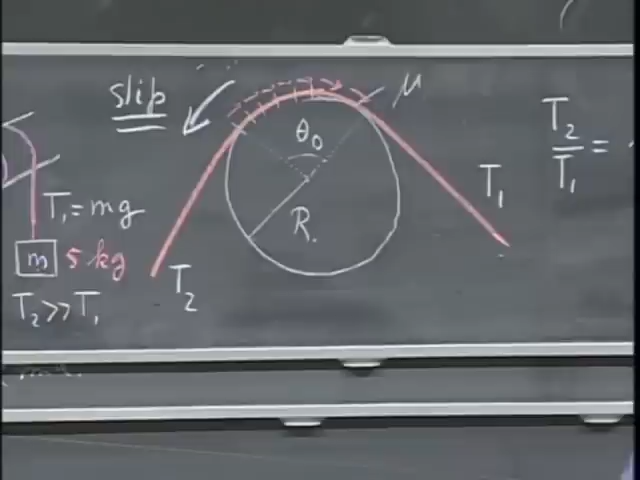 slip
μ
θ₀
R.
T₁ = mg
m 5 kg
T₂ >> T₁
T₂
T₁
T₂/T₁ =